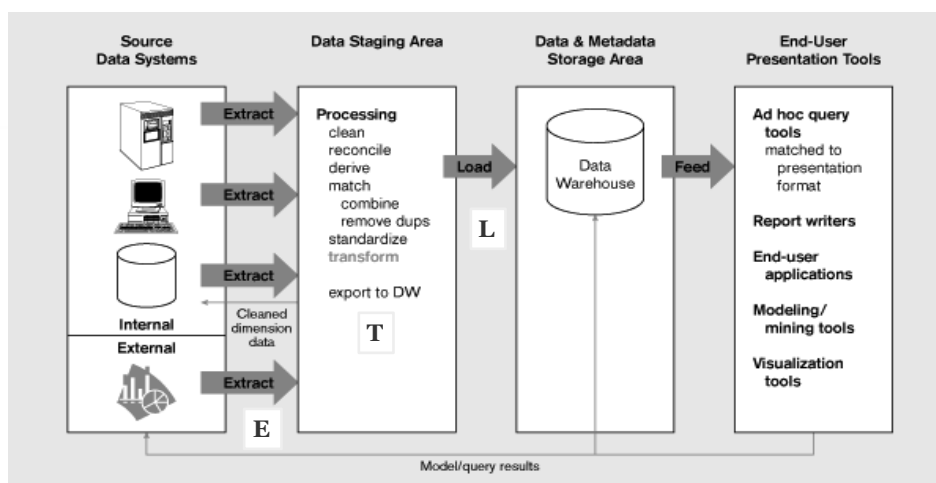 Source
Data Systems
Data Staging Area
Data & Metadata
Storage Area
End-User
Presentation Tools
Extract
Extract
Extract
Internal
External
Extract
E
Cleaned
dimension
data
Processing
clean
reconcile
derive
match
combine
remove dups
standardize
transform
export to DW
T
Load
L
Data
Warehouse
Feed
Ad hoc query
tools
matched to
presentation
format
Report writers
End-user
applications
Modeling/
mining tools
Visualization
tools
Model/query results